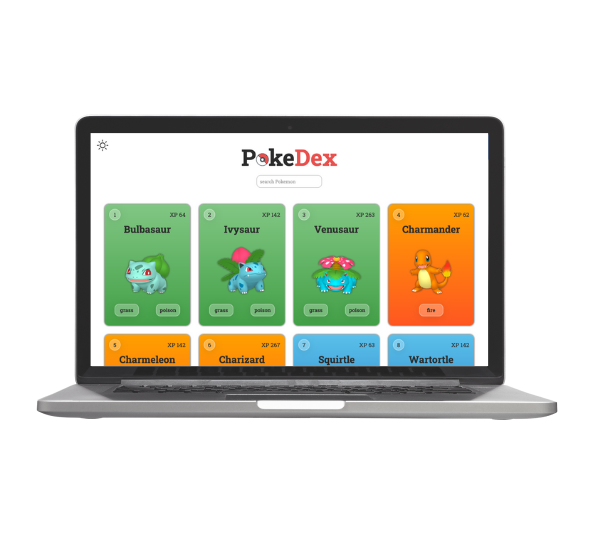 PokeDex
search Pokemon
1 XP 64
Bulbasaur
grass poison
2 XP 142
Ivysaur
grass poison
3 XP 263
Venusaur
grass poison
4 XP 62
Charmander
fire
5 XP 142
Charmeleon
6 XP 267
Charizard
7 XP 63
Squirtle
8 XP 142
Wartortle